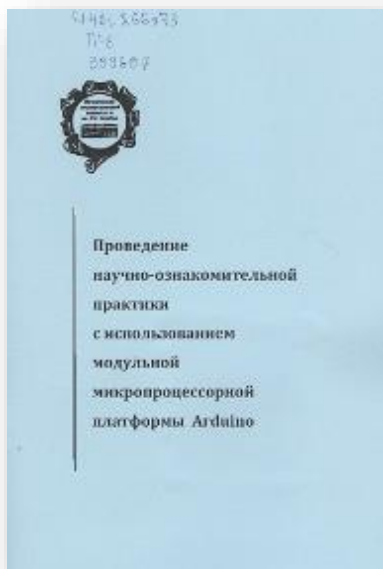 Проведение
научно-ознакомительной
практики
с использованием
модульной
микропроцессорной
платформы Arduino